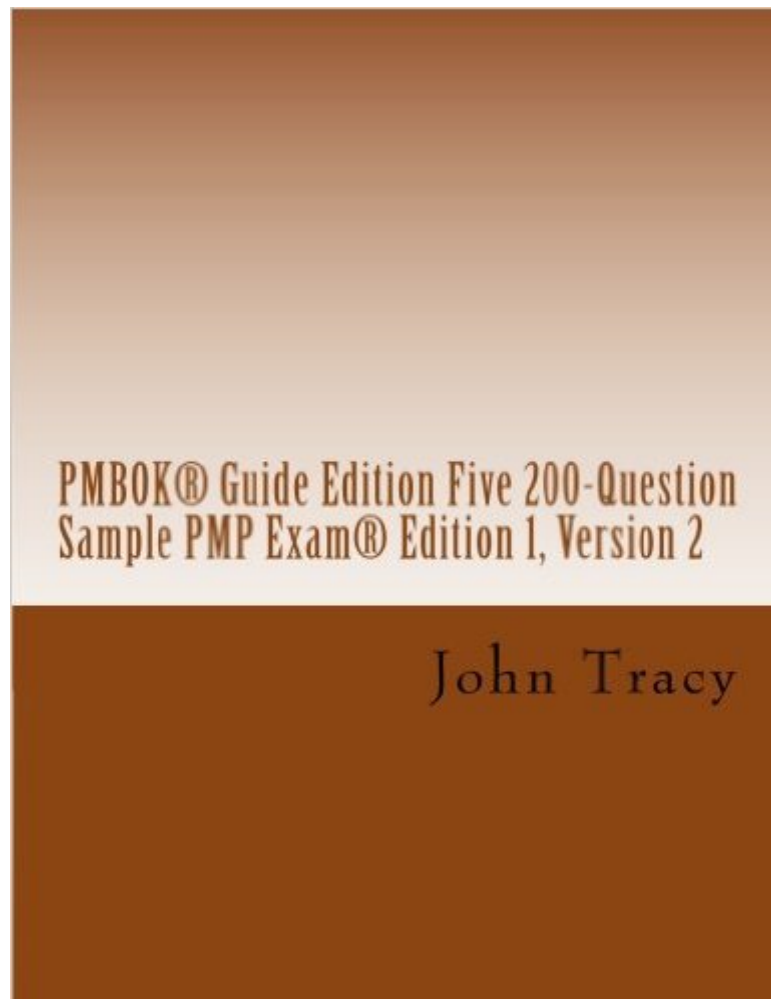 PMBOK® Guide Edition Five 200-Question
Sample PMP Exam® Edition 1, Version 2
John Tracy